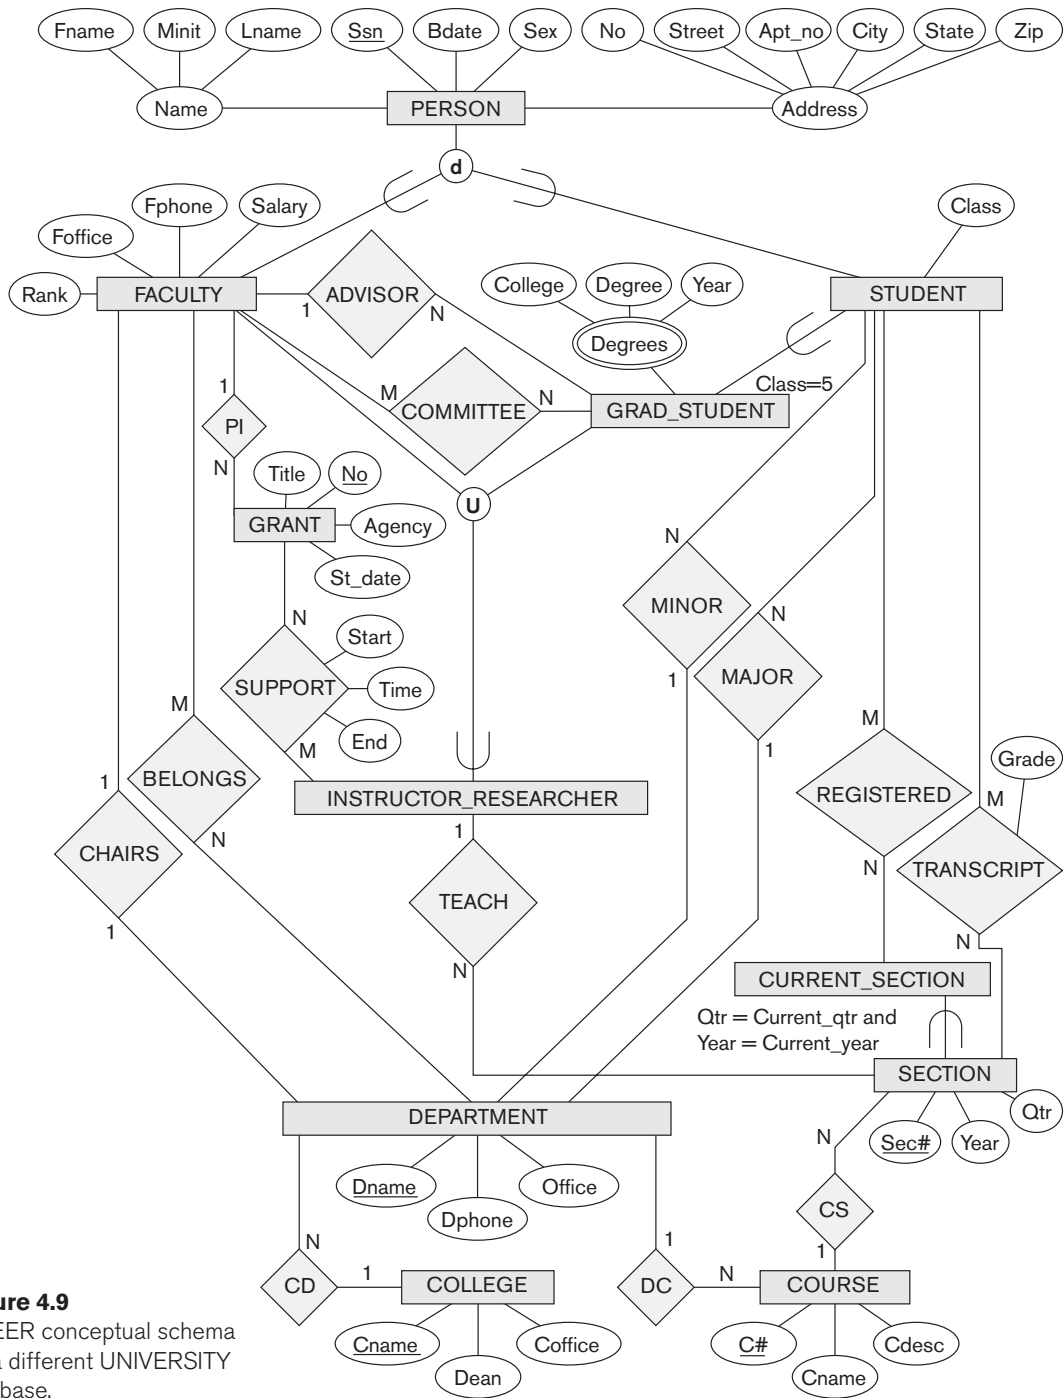 Fname Minit Lname Ssn Bdate Sex No Street Apt_no City State Zip
Name PERSON Address
d
Fphone Salary Class
Foffice
Rank FACULTY ADVISOR College Degree Year STUDENT
1 N
Degrees
Class=5
1 M COMMITTEE N GRAD_STUDENT
PI
N Title No
U
GRANT Agency
N
St_date
MINOR N
N Start
1 MAJOR
SUPPORT Time
M M End 1 M
Grade
BELONGS
1 INSTRUCTOR_RESEARCHER REGISTERED M
N 1
CHAIRS N TRANSCRIPT
TEACH
1 N
N CURRENT_SECTION
Qtr = Current_qtr and
Year = Current_year
SECTION
DEPARTMENT Qtr
N Sec# Year
Dname Office
Dphone CS
N 1 1
CD 1 COLLEGE DC N COURSE
ure 4.9
EER conceptual schema
Cname Coffice C# Cdesc
a different UNIVERSITY
Dean Cname
base.